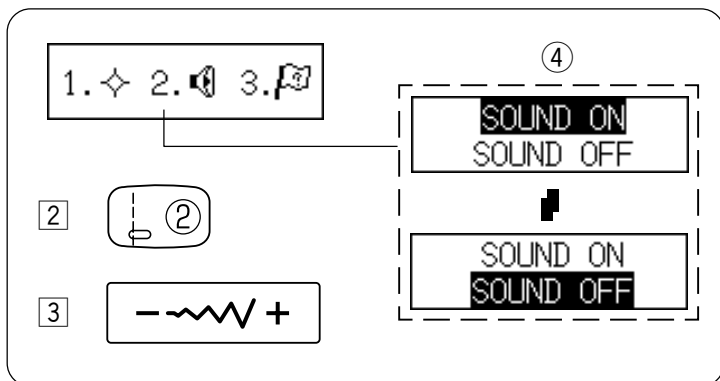 1. 2. 3.
④
SOUND ON
SOUND OFF
2
②
SOUND ON
SOUND OFF
3
− +